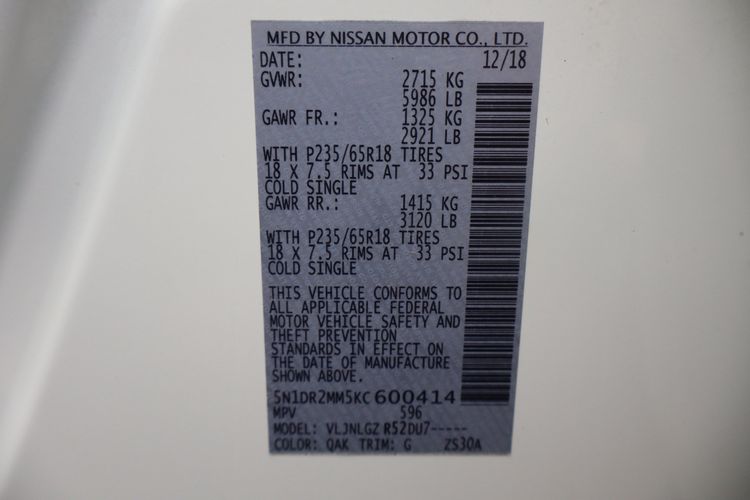 MFD BY NISSAN MOTOR CO., LTD.
DATE: 12/18
GVWR: 2715 KG
5986 LB
GAWR FR.: 1325 KG
2921 LB
WITH P235/65R18 TIRES
18 X 7.5 RIMS AT 33 PSI
COLD SINGLE
GAWR RR.: 1415 KG
3120 LB
WITH P235/65R18 TIRES
18 X 7.5 RIMS AT 33 PSI
COLD SINGLE
THIS VEHICLE CONFORMS TO
ALL APPLICABLE FEDERAL
MOTOR VEHICLE SAFETY AND
THEFT PREVENTION
STANDARDS IN EFFECT ON
THE DATE OF MANUFACTURE
SHOWN ABOVE.
5N1DR2MM5KC600414
MPV 596
MODEL: VLJNLGZ R52DU7-----
COLOR: QAK TRIM: G ZS30A